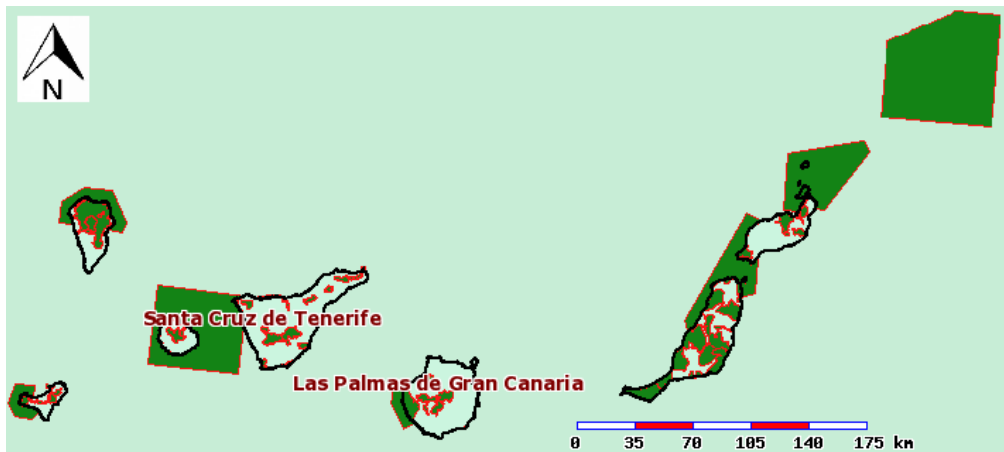 N
Santa Cruz de Tenerife
Las Palmas de Gran Canaria
0 35 70 105 140 175 km